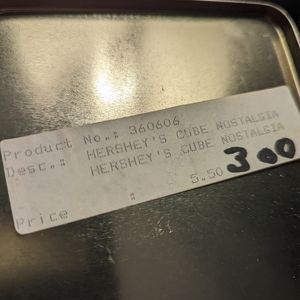 Product No.: 360606
Desc.: HERSHEY'S CUBE NOSTALGIA
HERSHEY'S CUBE NOSTALGIA
Price : 5.50 3.00